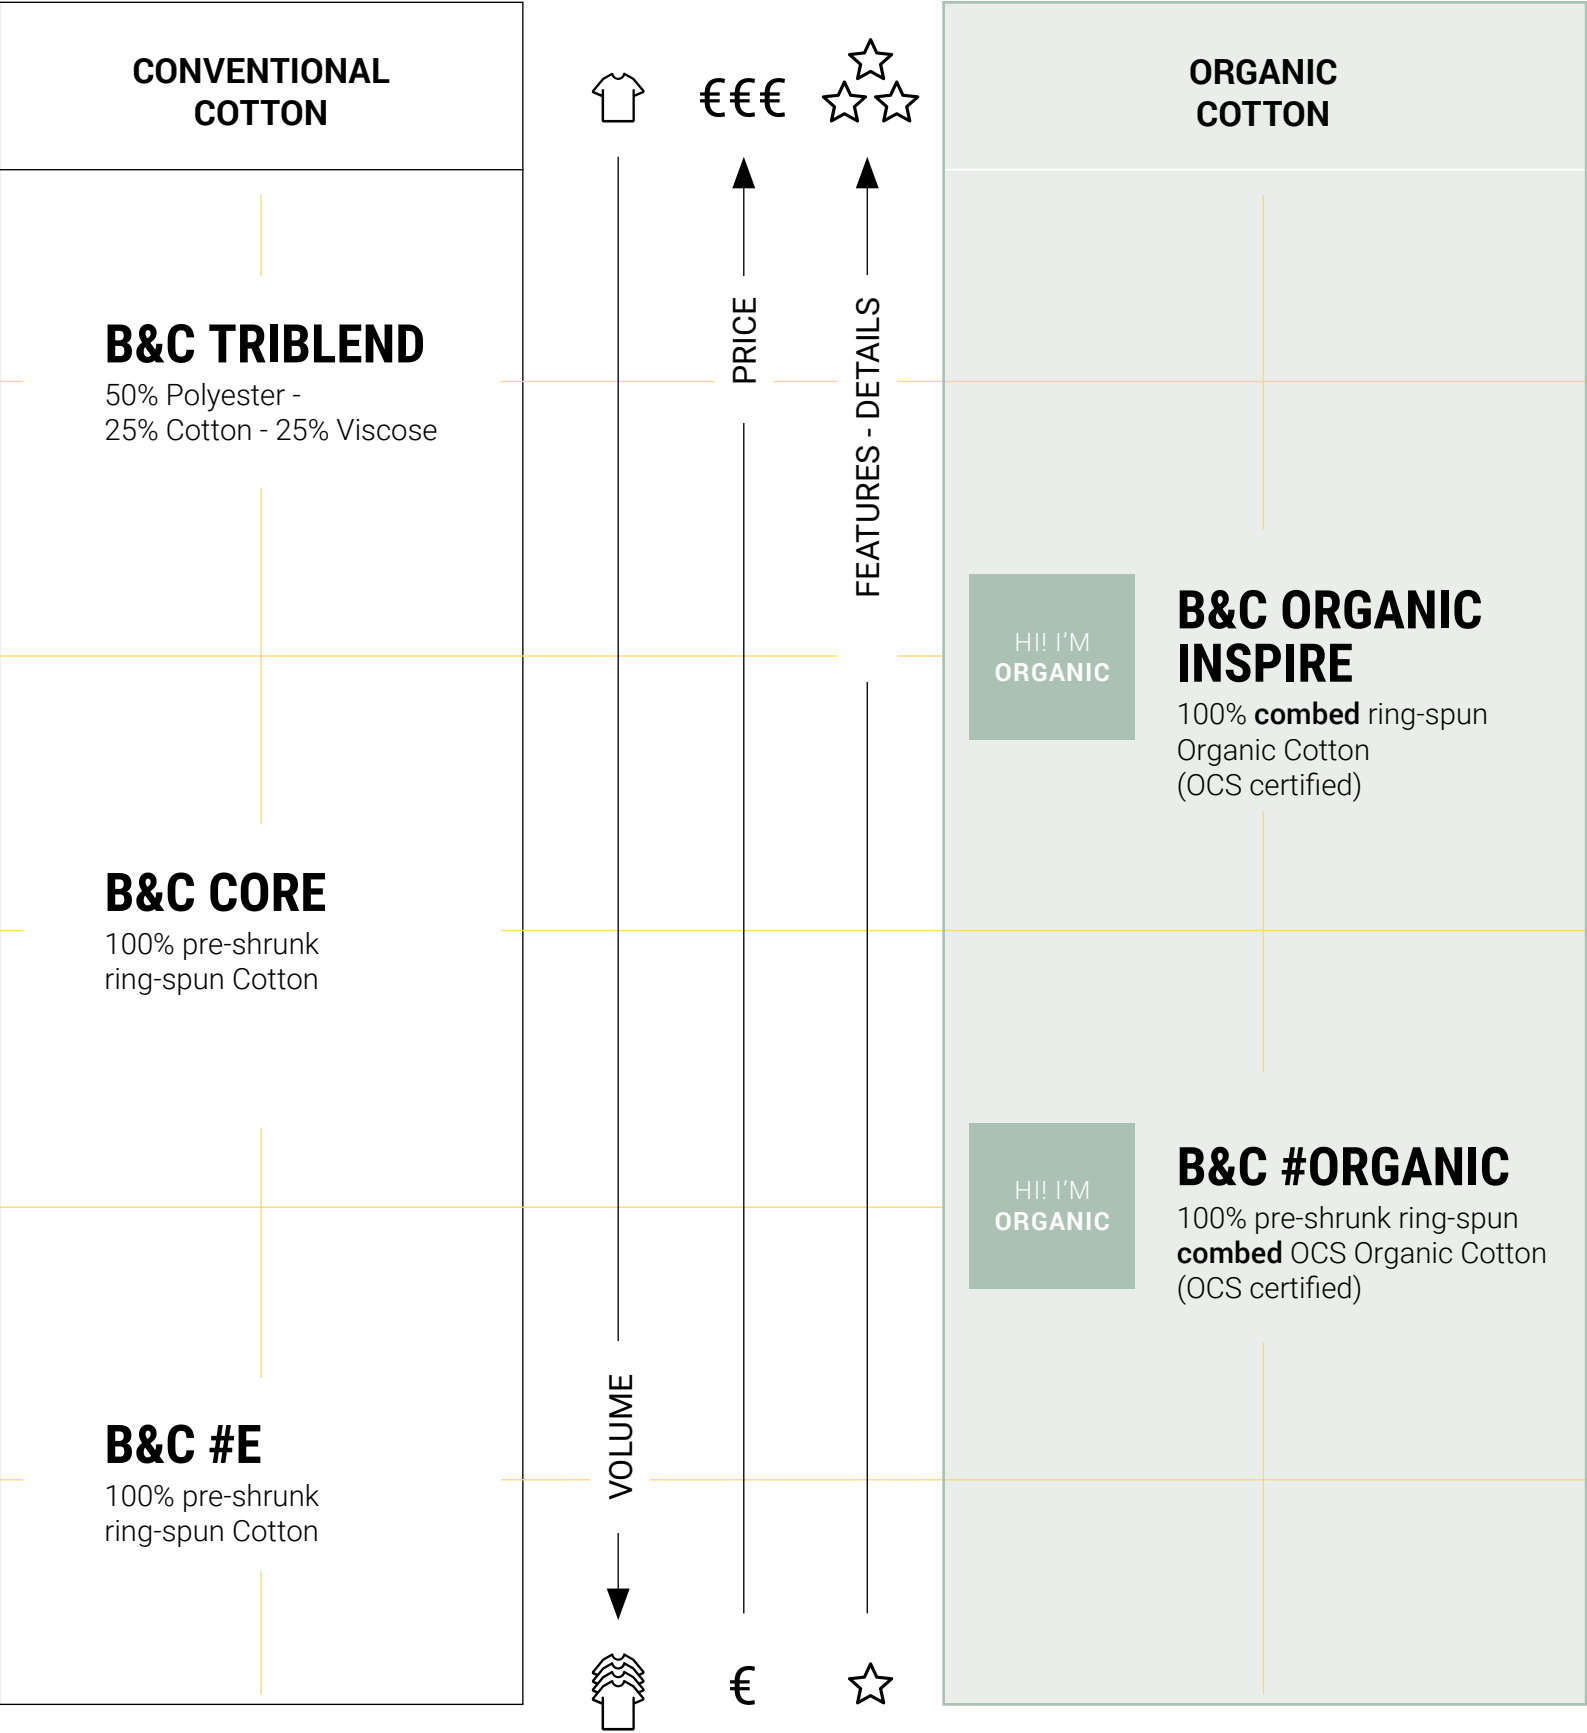 CONVENTIONAL
COTTON
B&C TRIBLEND
50% Polyester -
25% Cotton - 25% Viscose
B&C CORE
100% pre-shrunk
ring-spun Cotton
B&C #E
100% pre-shrunk
ring-spun Cotton
€€€
VOLUME
PRICE
FEATURES - DETAILS
€
ORGANIC
COTTON
HI! I'M
ORGANIC
B&C ORGANIC
INSPIRE
100% combed ring-spun
Organic Cotton
(OCS certified)
HI! I'M
ORGANIC
B&C #ORGANIC
100% pre-shrunk ring-spun
combed OCS Organic Cotton
(OCS certified)